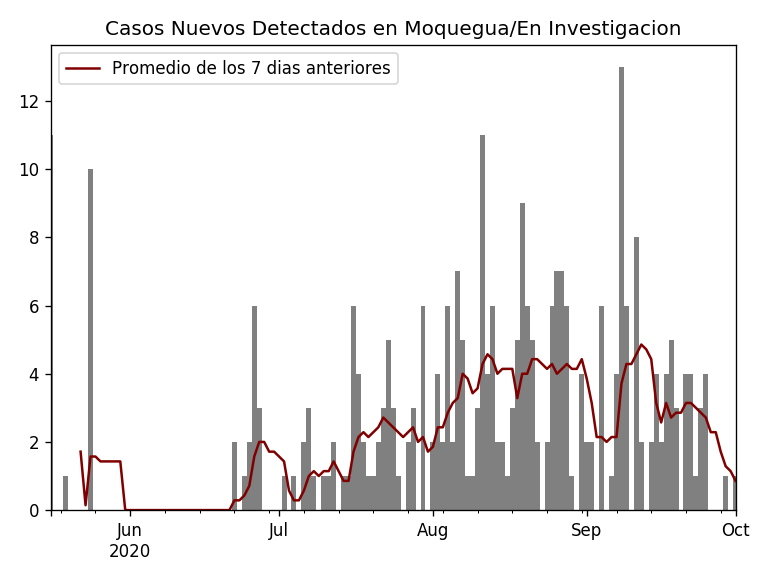 Casos Nuevos Detectados en Moquegua/En Investigacion
Promedio de los 7 dias anteriores
12
10
8
6
4
2
0
Jun
2020
Jul
Aug
Sep
Oct